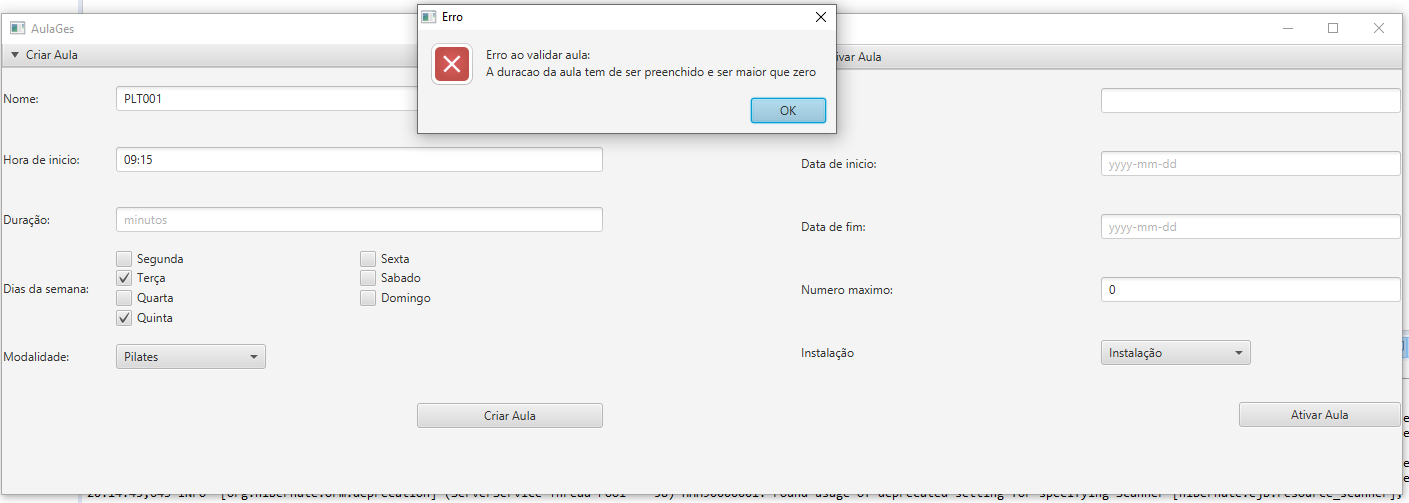 AulaGes
Erro
Erro ao validar aula:
A duracao da aula tem de ser preenchido e ser maior que zero
OK
Criar Aula
Nome:
PLT001
Hora de inicio:
09:15
Duração:
minutos
Dias da semana:
Segunda
Terça
Quarta
Quinta
Sexta
Sabado
Domingo
Modalidade:
Pilates
Criar Aula
Aula
Data de inicio:
yyyy-mm-dd
Data de fim:
yyyy-mm-dd
Numero maximo:
0
Instalação
Instalação
Ativar Aula